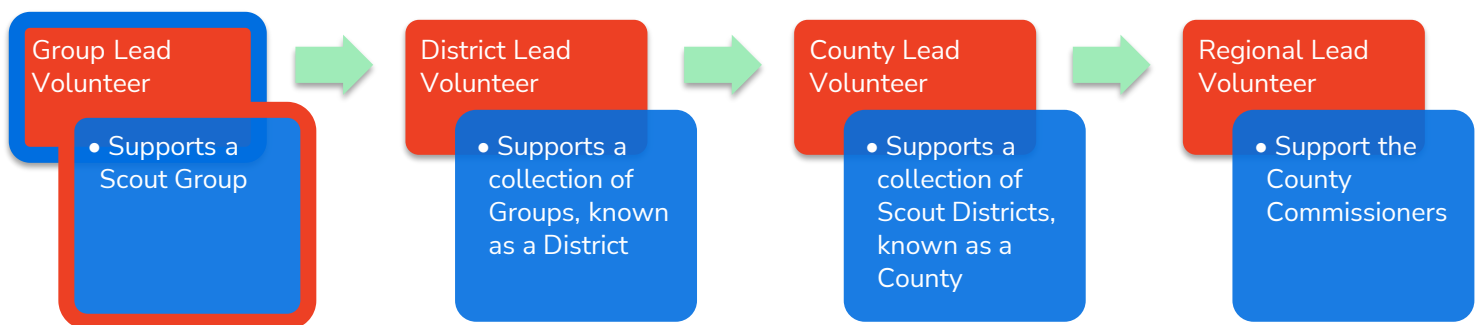 Group Lead
Volunteer
• Supports a
Scout Group
District Lead
Volunteer
• Supports a
collection of
Groups, known
as a District
County Lead
Volunteer
• Supports a
collection of
Scout Districts,
known as a
County
Regional Lead
Volunteer
• Support the
County
Commissioners